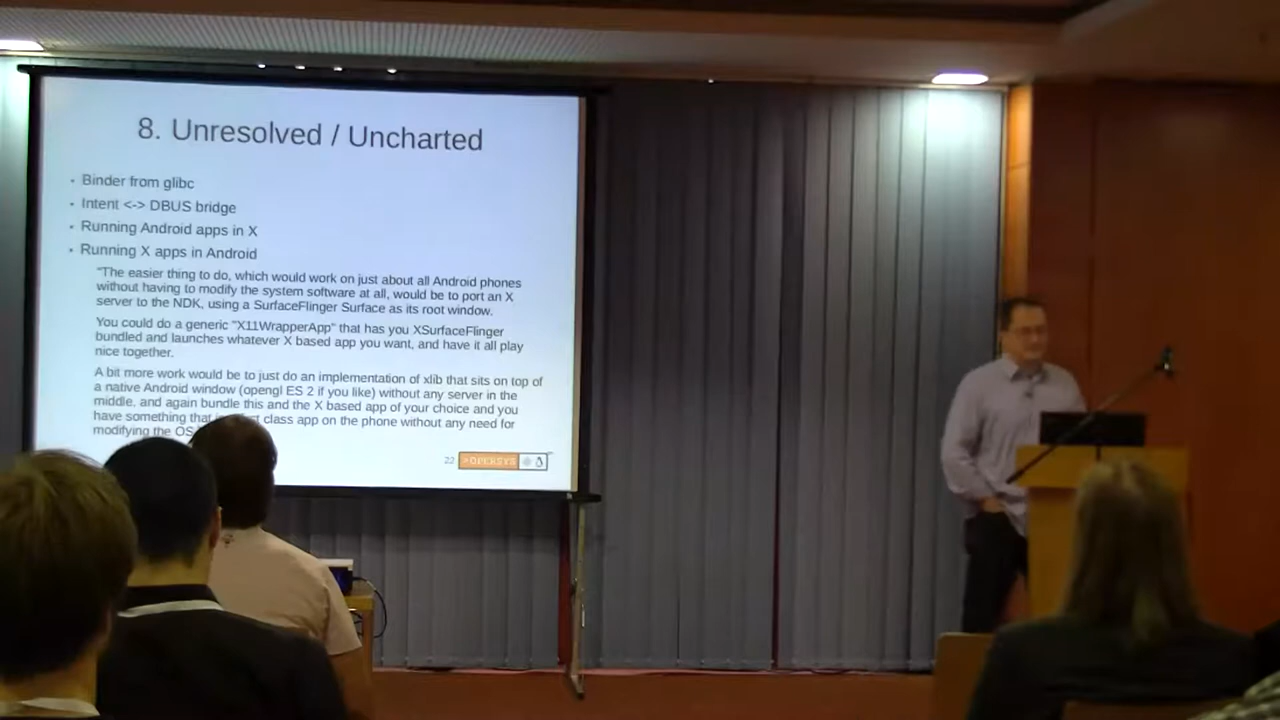 8. Unresolved / Uncharted
• Binder from glibc
• Intent <-> DBUS bridge
• Running Android apps in X
• Running X apps in Android
"The easier thing to do, which would work on just about all Android phones
without having to modify the system software at all, would be to port an X
server to the NDK, using a SurfaceFlinger Surface as its root window.
You could do a generic "X11WrapperApp" that has you XSurfaceFlinger
bundled and launches whatever X based app you want, and have it all play
nice together.
A bit more work would be to just do an implementation of xlib that sits on top of
a native Android window (opengl ES 2 if you like) without any server in the
middle, and again bundle this and the X based app of your choice and you
have something that class app on the phone without any need for
modifying the OS
22
OPERSYS